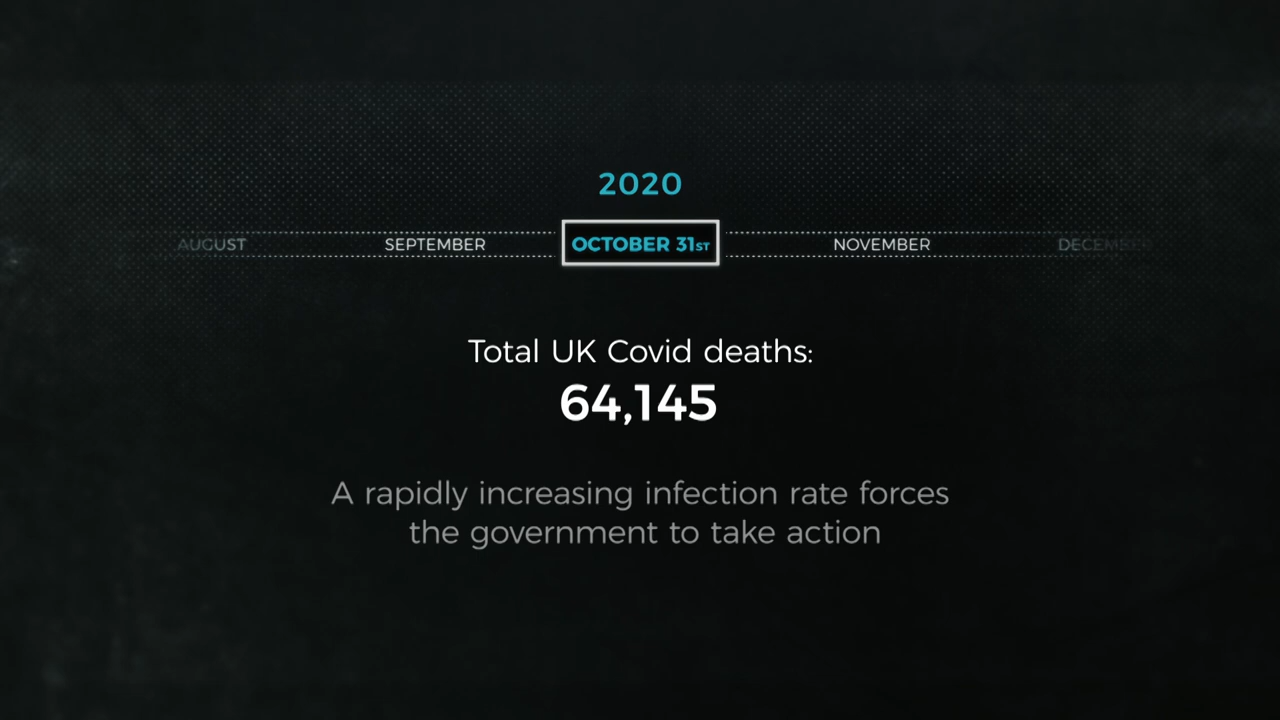 2020
AUGUST SEPTEMBER OCTOBER 31ST NOVEMBER DECEMBER
Total UK Covid deaths:
64,145
A rapidly increasing infection rate forces
the government to take action